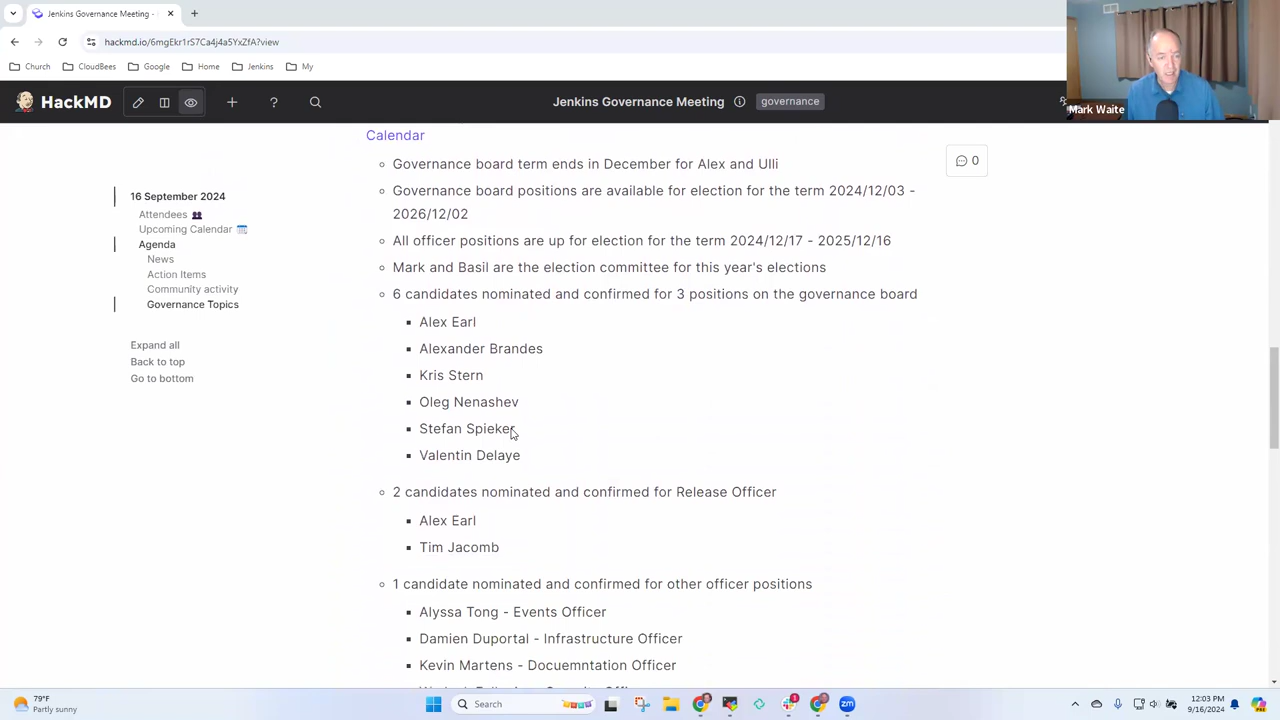 Jenkins Governance Meeting -
hackmd.io/6mgEkr1rS7Ca4j4a5YxZfA?view
Church CloudBees Google Home Jenkins My
HackMD
Jenkins Governance Meeting governance
Mark Waite
0
16 September 2024
Attendees
Upcoming Calendar
Agenda
News
Action Items
Community activity
Governance Topics
Expall all
Back to top
Go to bottom
Calendar
Governance board term ends in December for Alex and Ulli
Governance board positions are available for election for the term 2024/12/03 -
2026/12/02
All officer positions are up for election for the term 2024/12/17 - 2025/12/16
Mark and Basil are the election committee for this year's elections
6 candidates nominated and confirmed for 3 positions on the governance board
Alex Earl
Alexander Brandes
Kris Stern
Oleg Nenashev
Stefan Spieker
Valentin Delaye
2 candidates nominated and confirmed for Release Officer
Alex Earl
Tim Jacomb
1 candidate nominated and confirmed for other officer positions
Alyssa Tong - Events Officer
Damien Duportal - Infrastructure Officer
Kevin Martens - Docuemntation Officer
79°F
Partly sunny
Search
12:03 PM
9/16/2024